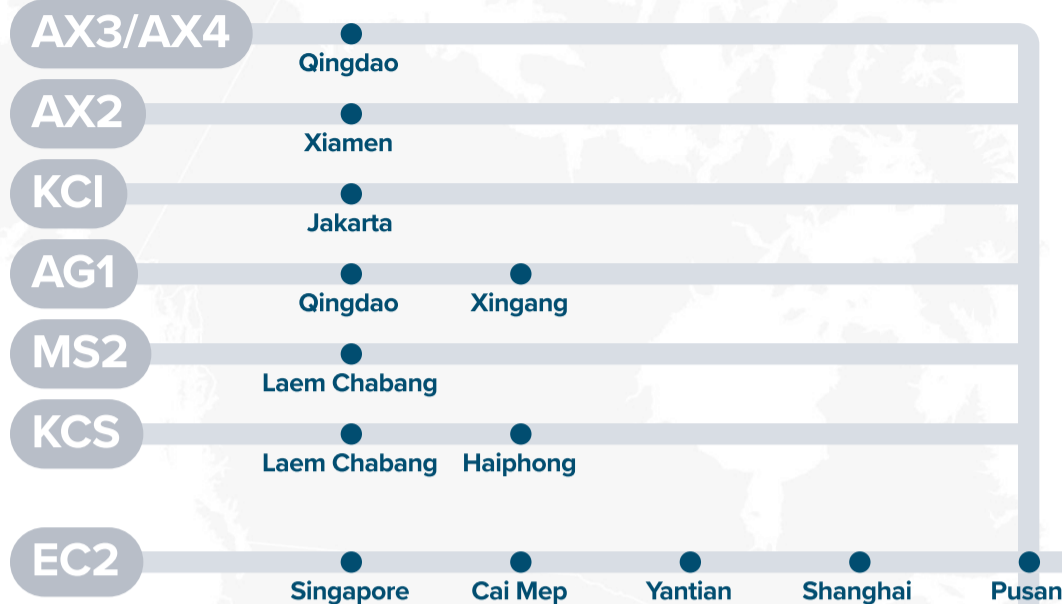 AX3/AX4
Qingdao
AX2
Xiamen
KCI
Jakarta
AG1
Qingdao Xingang
MS2
Laem Chabang
KCS
Laem Chabang Haiphong
EC2
Singapore Cai Mep Yantian Shanghai Pusan